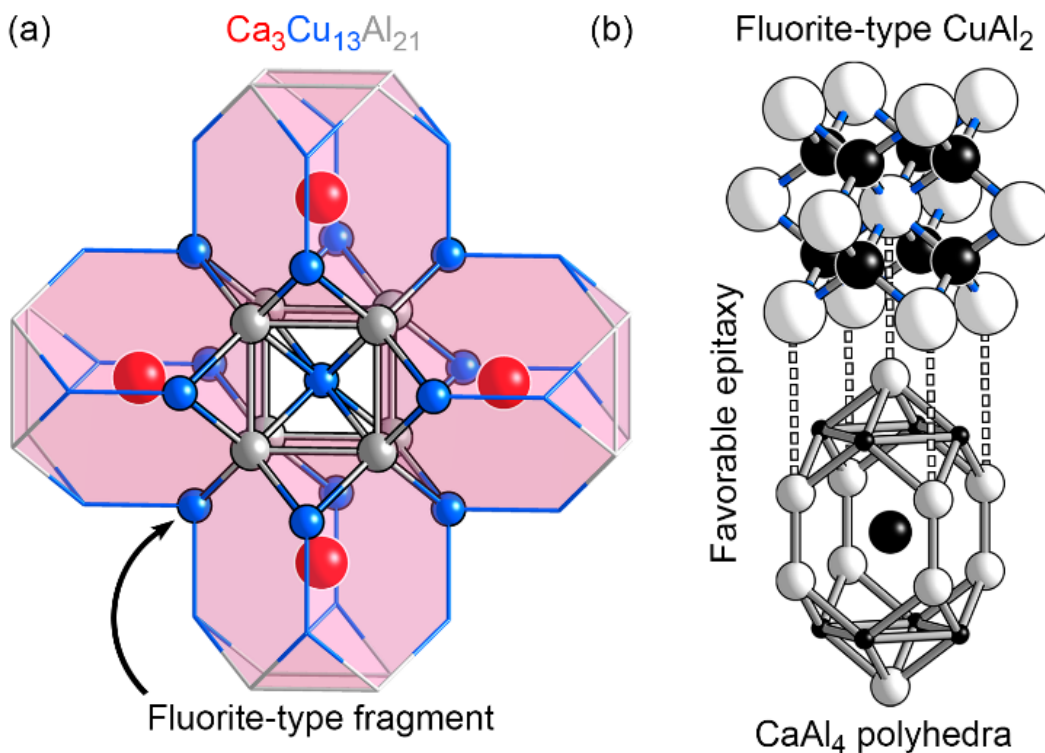 (a) Ca₃Cu₁₃Al₂₁
(b) Fluorite-type CuAl₂
Favorable epitaxy
Fluorite-type fragment
CaAl₄ polyhedra